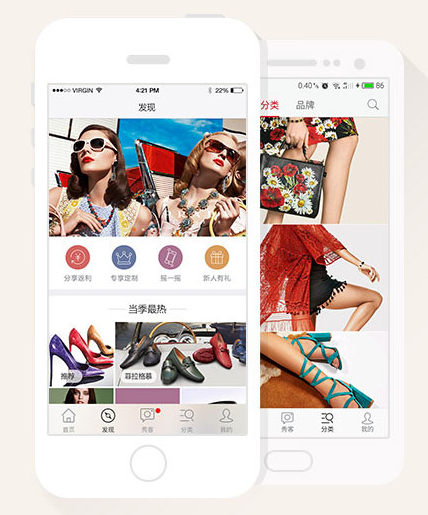 VIRGIN 4:21 PM 22%
发现
分享返利 专享定制 摇一摇 新人有礼
当季最热
推荐 菲拉格慕
首页 发现 秀客 分类 我的
0.40% 86
分类 品牌
秀客 分类 我的